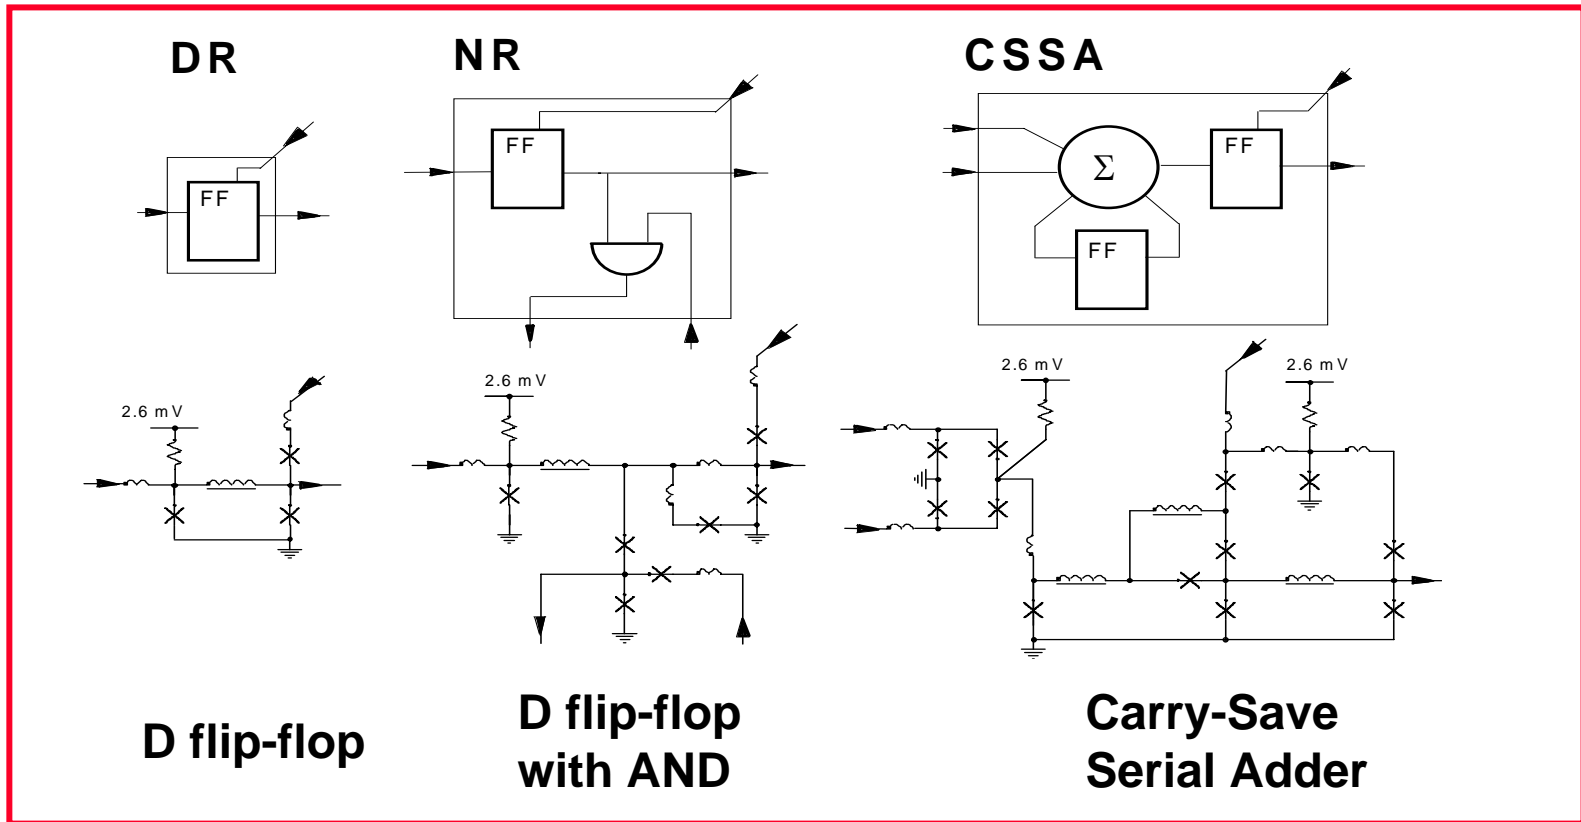 DR
NR
CSSA
FF
FF
Σ
FF
FF
2.6 mV
2.6 mV
2.6 mV
2.6 mV
D flip-flop
D flip-flop
with AND
Carry-Save
Serial Adder